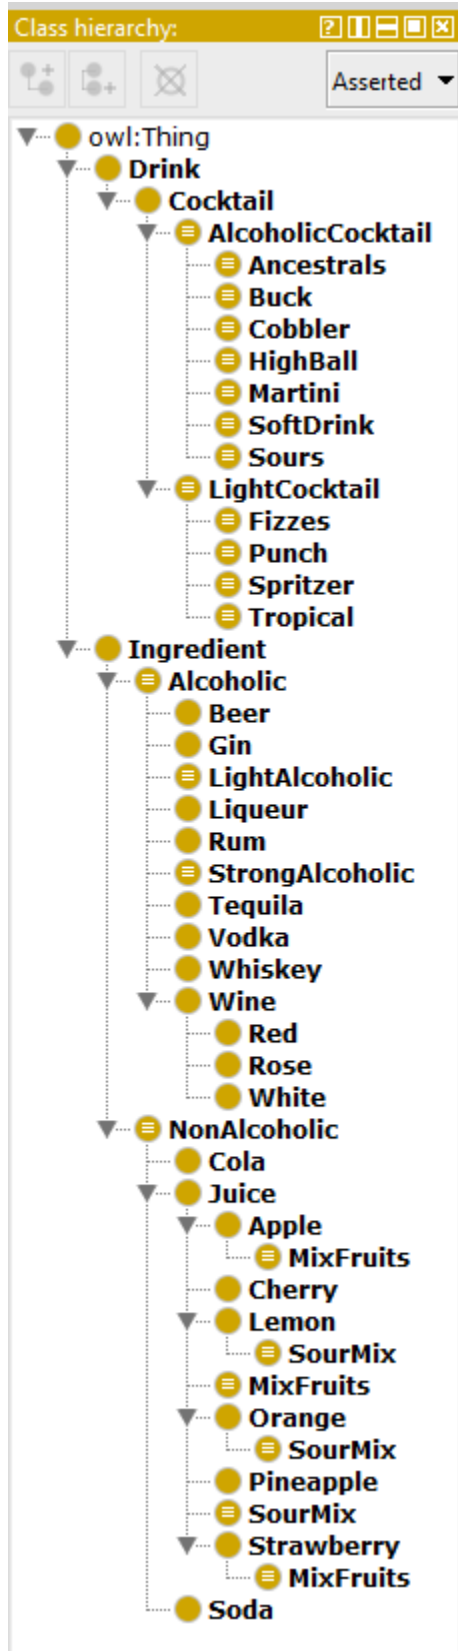 Class hierarchy:
Asserted
owl:Thing
Drink
Cocktail
AlcoholicCocktail
Ancestrals
Buck
Cobbler
HighBall
Martini
SoftDrink
Sours
LightCocktail
Fizzes
Punch
Spritzer
Tropical
Ingredient
Alcoholic
Beer
Gin
LightAlcoholic
Liqueur
Rum
StrongAlcoholic
Tequila
Vodka
Whiskey
Wine
Red
Rose
White
NonAlcoholic
Cola
Juice
Apple
MixFruits
Cherry
Lemon
SourMix
MixFruits
Orange
SourMix
Pineapple
SourMix
Strawberry
MixFruits
Soda